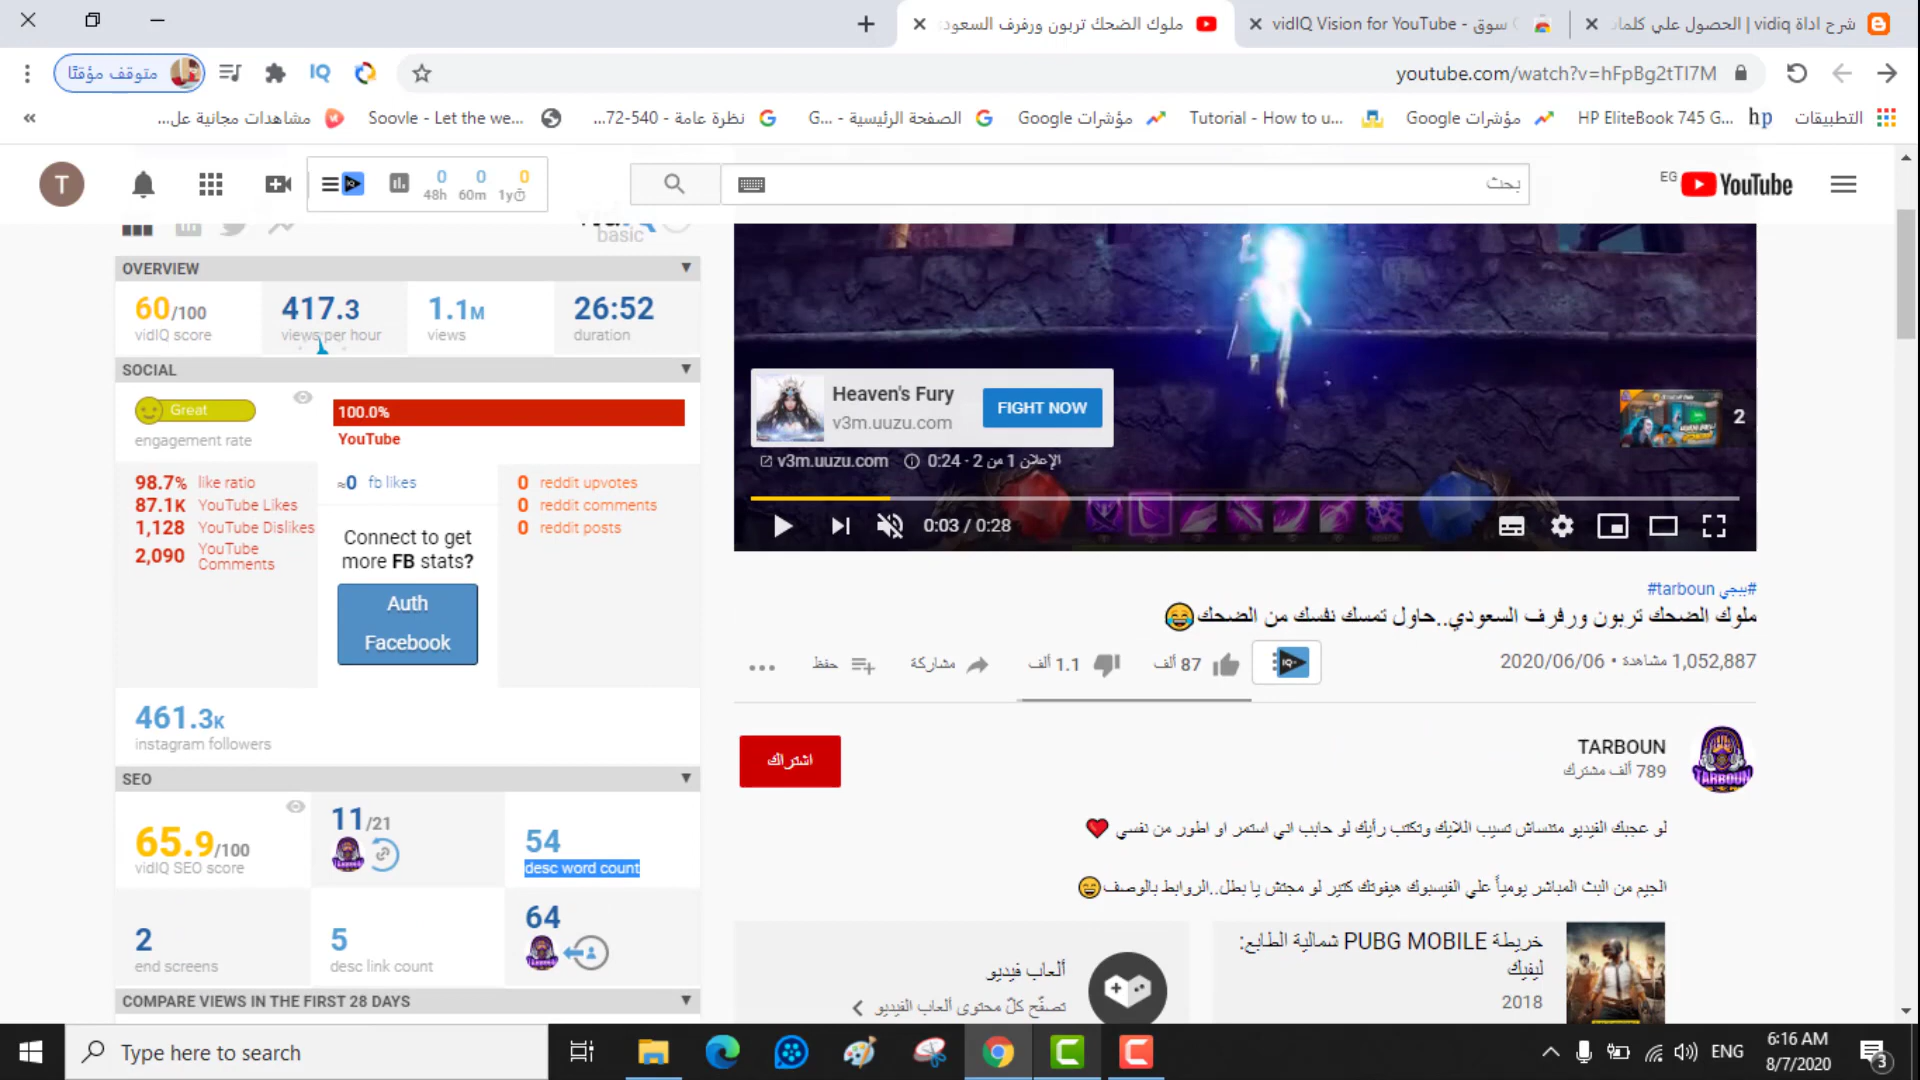 شرح اداة vidiq | الحصول علي كلمات
vidIQ Vision for YouTube - سوق
ملوك الضحك تربون ورفرف السعودي
youtube.com/watch?v=hFpBg2tTI7M
IQ
متوقف مؤقتًا
التطبيقات
HP EliteBook 745 G...
مؤشرات Google
Tutorial - How to u...
مؤشرات Google
الصفحة الرئيسية - G...
نظرة عامة - 540-72...
Soovle - Let the we...
مشاهدات مجانية عل...
YouTube EG
بحث
0 0 0
48h 60m 1y
T
basic
OVERVIEW
60/100 417.3 1.1M 26:52
vidIQ score views per hour views duration
SOCIAL
Great
engagement rate
100.0%
YouTube
98.7% like ratio
87.1K YouTube Likes
1,128 YouTube Dislikes
2,090 YouTube Comments
≈0 fb likes
Connect to get
more FB stats?
Auth
Facebook
0 reddit upvotes
0 reddit comments
0 reddit posts
461.3K
instagram followers
SEO
65.9/100
vidIQ SEO score
11/21
54
desc word count
2
end screens
5
desc link count
64
COMPARE VIEWS IN THE FIRST 28 DAYS
Heaven's Fury
v3m.uuzu.com
FIGHT NOW
v3m.uuzu.com
الإعلان 1 من 2 - 0:24
2
0:03 / 0:28
#ببجي #tarboun
ملوك الضحك تربون ورفرف السعودي..حاول تمسك نفسك من الضحك😂
1,052,887 مشاهدة • 2020/06/06
87 ألف
1.1 ألف
مشاركة
حفظ
TARBOUN
789 ألف مشترك
اشتراك
TARBOUN
لو عجبك الفيديو متنساش تسيب اللايك وتكتب رأيك لو حابب اني استمر او اطور من نفسي ❤
الجيم من البث المباشر يومياً علي الفيسبوك هيفوتك كتير لو مجتش يا بطل..الروابط بالوصف😄
خريطة PUBG MOBILE شمالية الطابع:
ليفيك
2018
ألعاب فيديو
تصفّح كلّ محتوى ألعاب الفيديو
Type here to search
ENG
6:16 AM
8/7/2020
3